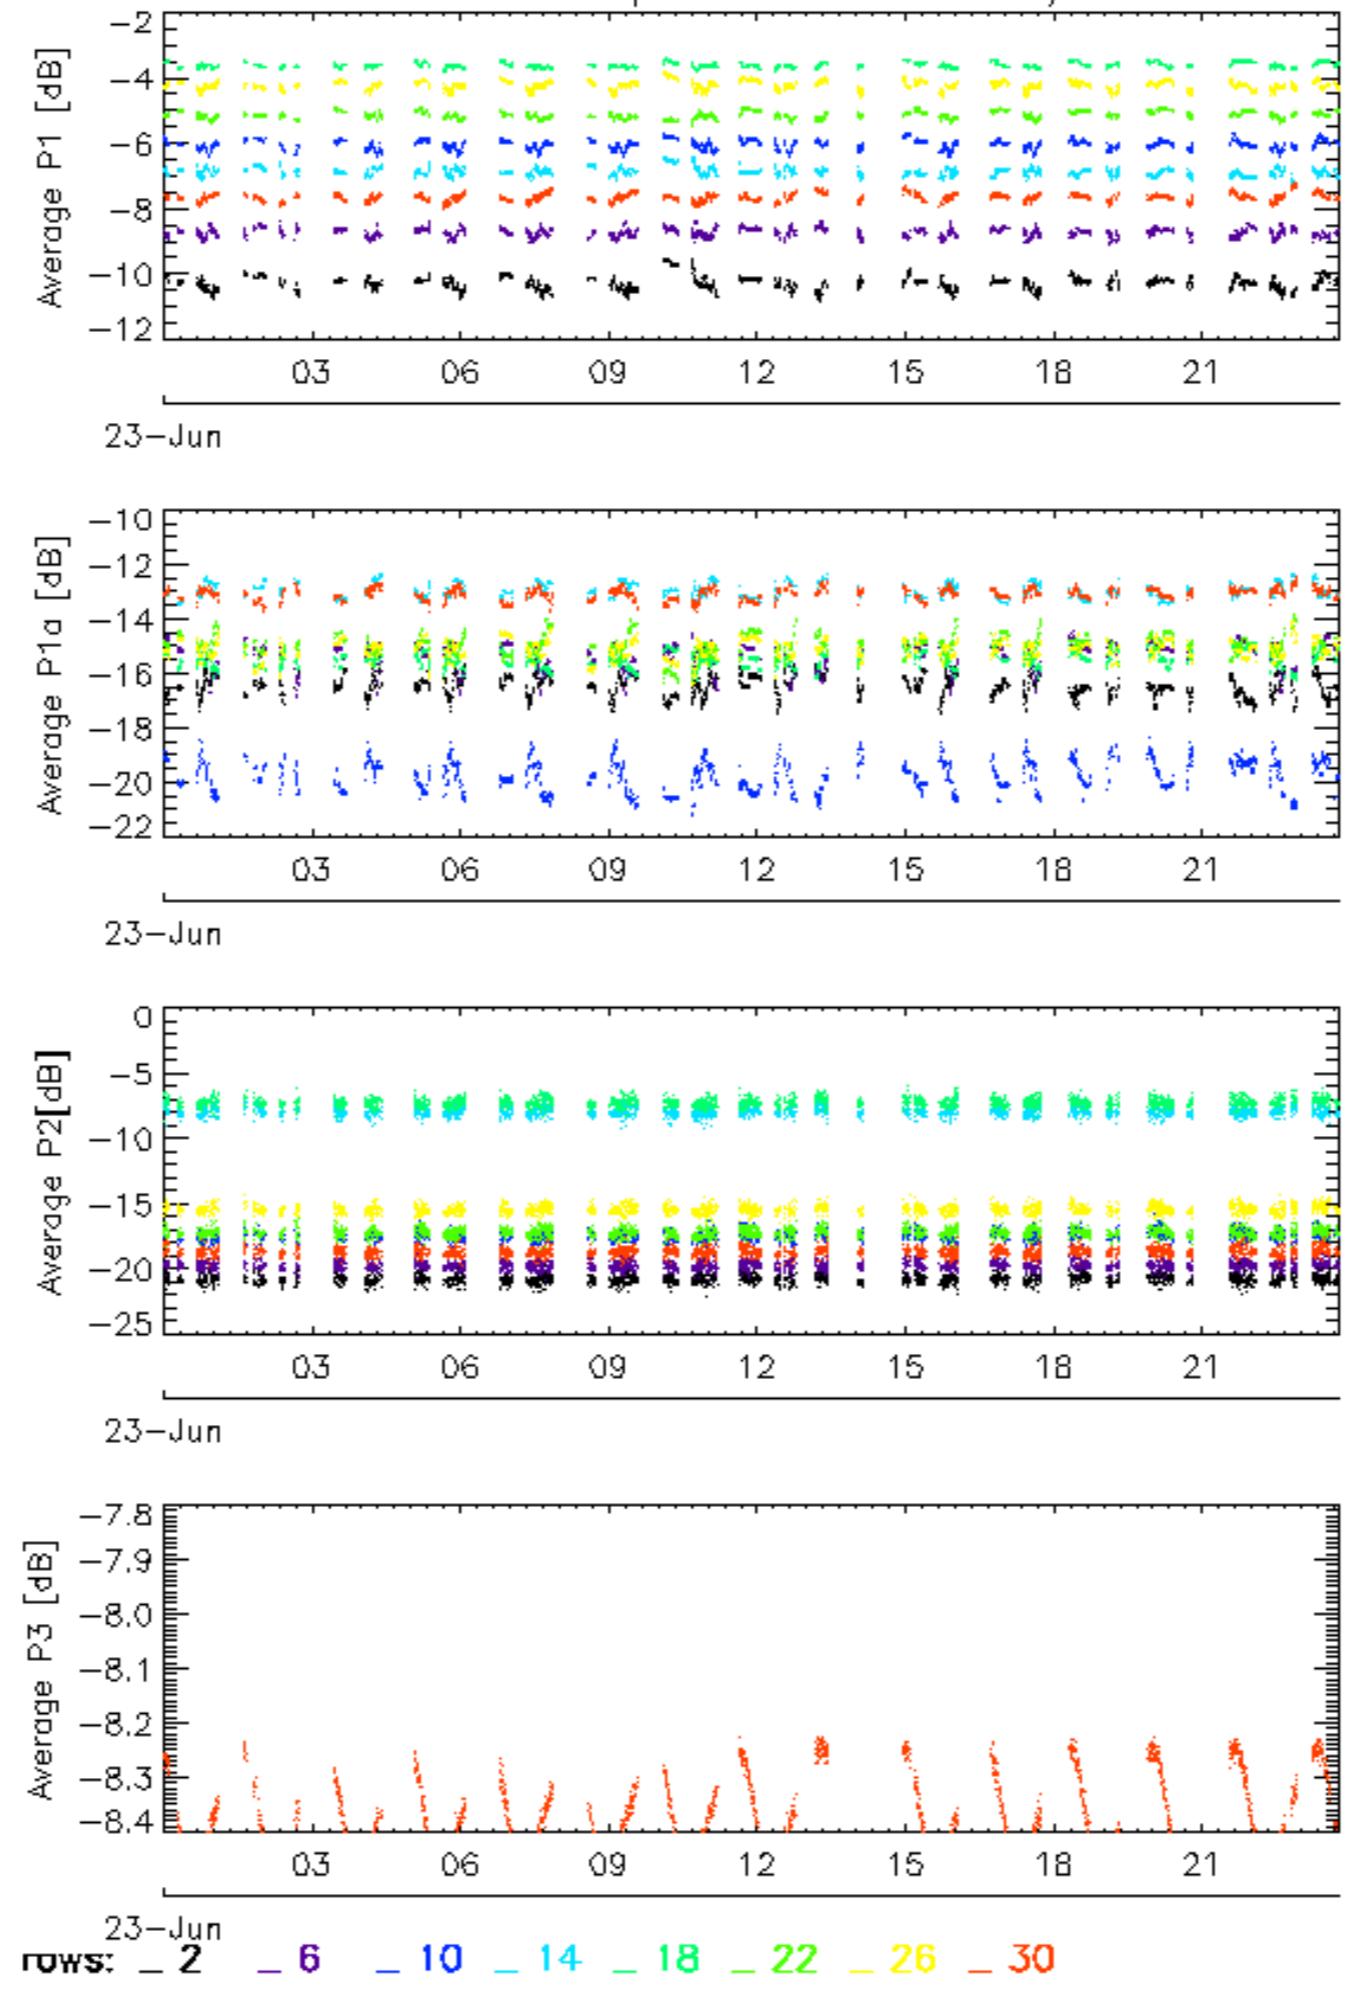 -2
-4
-6
-8
-10
-12
Average P1 [dB]
03 06 09 12 15 18 21
23-Jun
-10
-12
-14
-16
-18
-20
-22
Average P1a [dB]
03 06 09 12 15 18 21
23-Jun
0
-5
-10
-15
-20
-25
Average P2[dB]
03 06 09 12 15 18 21
23-Jun
-7.8
-7.9
-8.0
-8.1
-8.2
-8.3
-8.4
Average P3 [dB]
03 06 09 12 15 18 21
23-Jun
rows: _ 2 _ 6 _ 10 _ 14 _ 18 _ 22 _ 26 _ 30